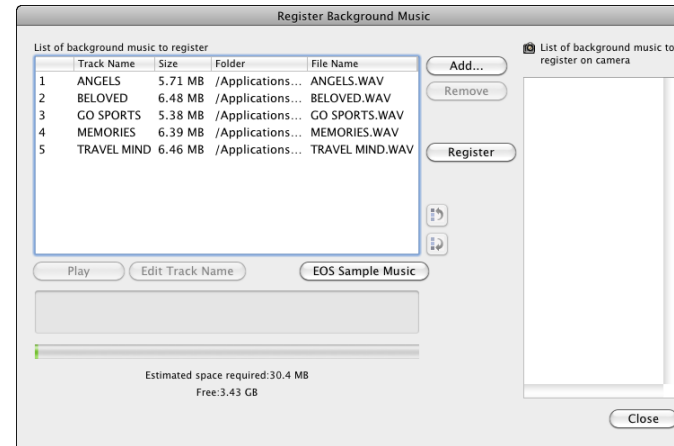 Register Background Music
List of background music to register
Track Name Size Folder File Name
1 ANGELS 5.71 MB /Applications... ANGELS.WAV
2 BELOVED 6.48 MB /Applications... BELOVED.WAV
3 GO SPORTS 5.38 MB /Applications... GO SPORTS.WAV
4 MEMORIES 6.39 MB /Applications... MEMORIES.WAV
5 TRAVEL MIND 6.46 MB /Applications... TRAVEL MIND.WAV
Add...
Remove
Register
Play
Edit Track Name
EOS Sample Music
Estimated space required:30.4 MB
Free:3.43 GB
List of background music to
register on camera
Close